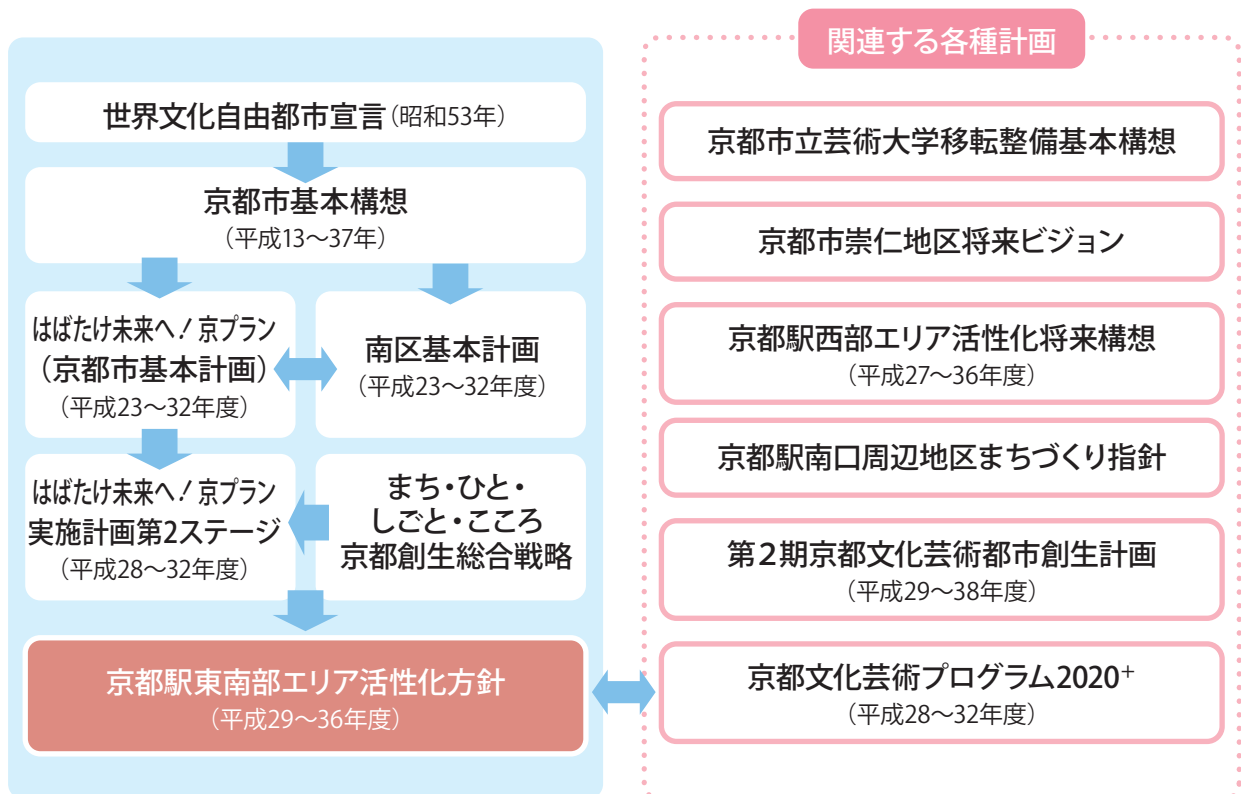 世界文化自由都市宣言(昭和53年)
京都市基本構想
（平成13〜37年）
はばたけ未来へ！京プラン
（京都市基本計画）
（平成23〜32年度）
南区基本計画
（平成23〜32年度）
はばたけ未来へ！京プラン
実施計画第2ステージ
（平成28〜32年度）
まち・ひと・
しごと・こころ
京都創生総合戦略
京都駅東南部エリア活性化方針
（平成29〜36年度）
関連する各種計画
京都市立芸術大学移転整備基本構想
京都市崇仁地区将来ビジョン
京都駅西部エリア活性化将来構想
（平成27〜36年度）
京都駅南口周辺地区まちづくり指針
第２期京都文化芸術都市創生計画
（平成29〜38年度）
京都文化芸術プログラム2020⁺
（平成28〜32年度）